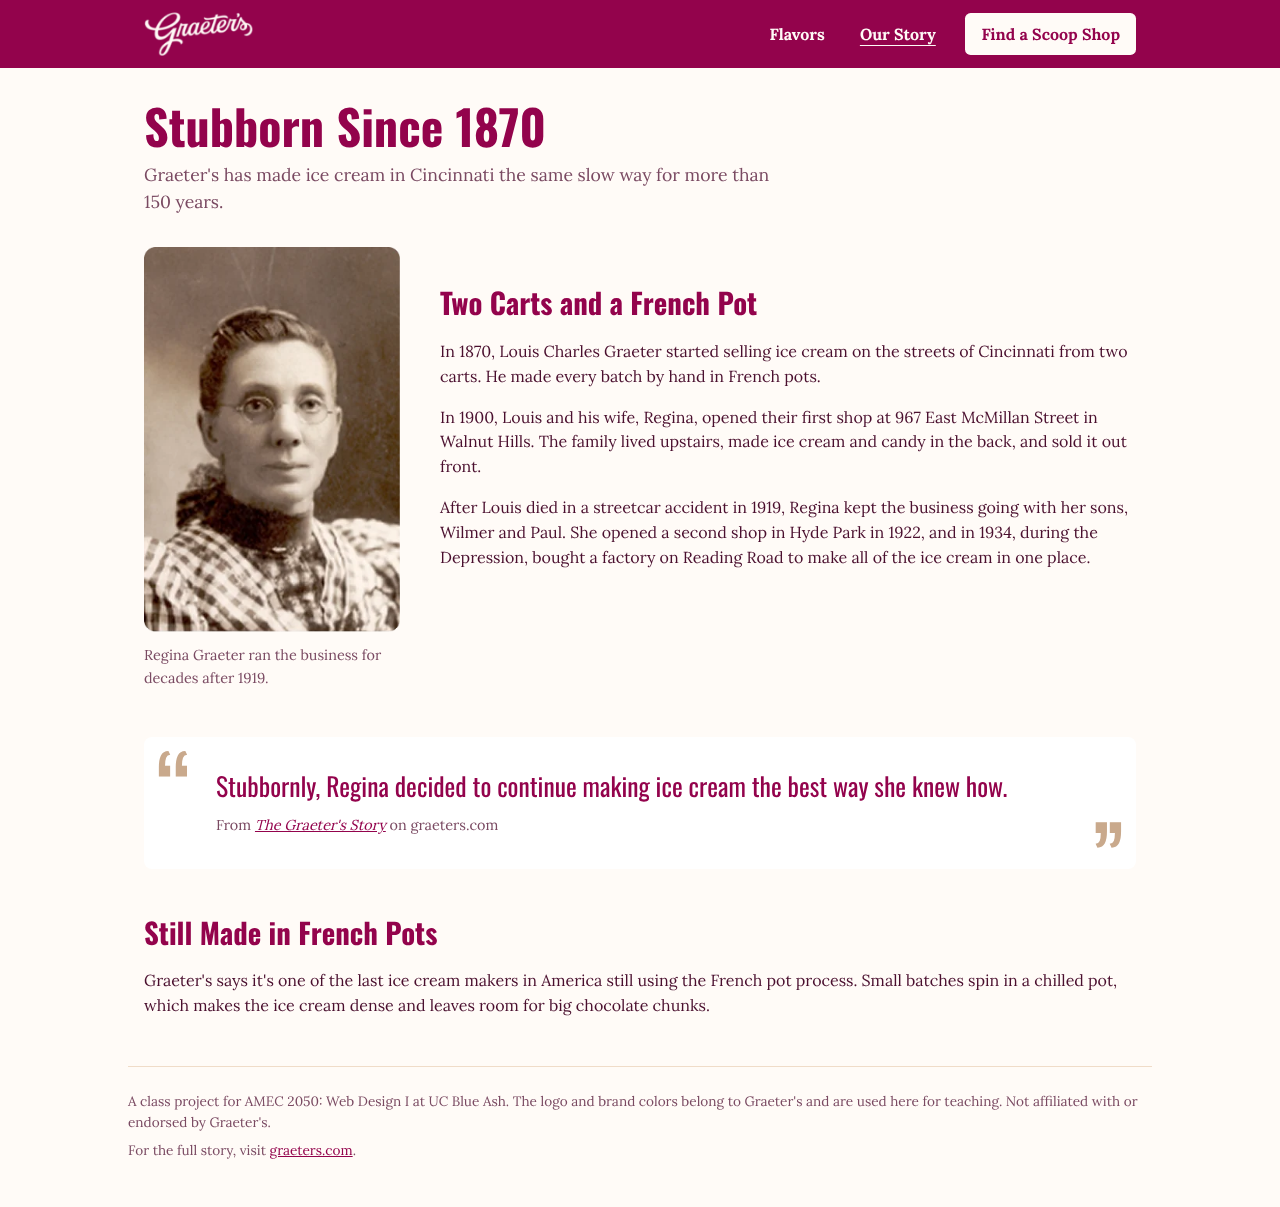 Graeter's
Flavors
Our Story
Find a Scoop Shop
Stubborn Since 1870
Graeter's has made ice cream in Cincinnati the same slow way for more than
150 years.
Two Carts and a French Pot
In 1870, Louis Charles Graeter started selling ice cream on the streets of Cincinnati from two
carts. He made every batch by hand in French pots.
In 1900, Louis and his wife, Regina, opened their first shop at 967 East McMillan Street in
Walnut Hills. The family lived upstairs, made ice cream and candy in the back, and sold it out
front.
After Louis died in a streetcar accident in 1919, Regina kept the business going with her sons,
Wilmer and Paul. She opened a second shop in Hyde Park in 1922, and in 1934, during the
Depression, bought a factory on Reading Road to make all of the ice cream in one place.
Regina Graeter ran the business for
decades after 1919.
“
Stubbornly, Regina decided to continue making ice cream the best way she knew how.
From The Graeter's Story on graeters.com
”
Still Made in French Pots
Graeter's says it's one of the last ice cream makers in America still using the French pot process. Small batches spin in a chilled pot,
which makes the ice cream dense and leaves room for big chocolate chunks.
A class project for AMEC 2050: Web Design I at UC Blue Ash. The logo and brand colors belong to Graeter's and are used here for teaching. Not affiliated with or
endorsed by Graeter's.
For the full story, visit graeters.com.